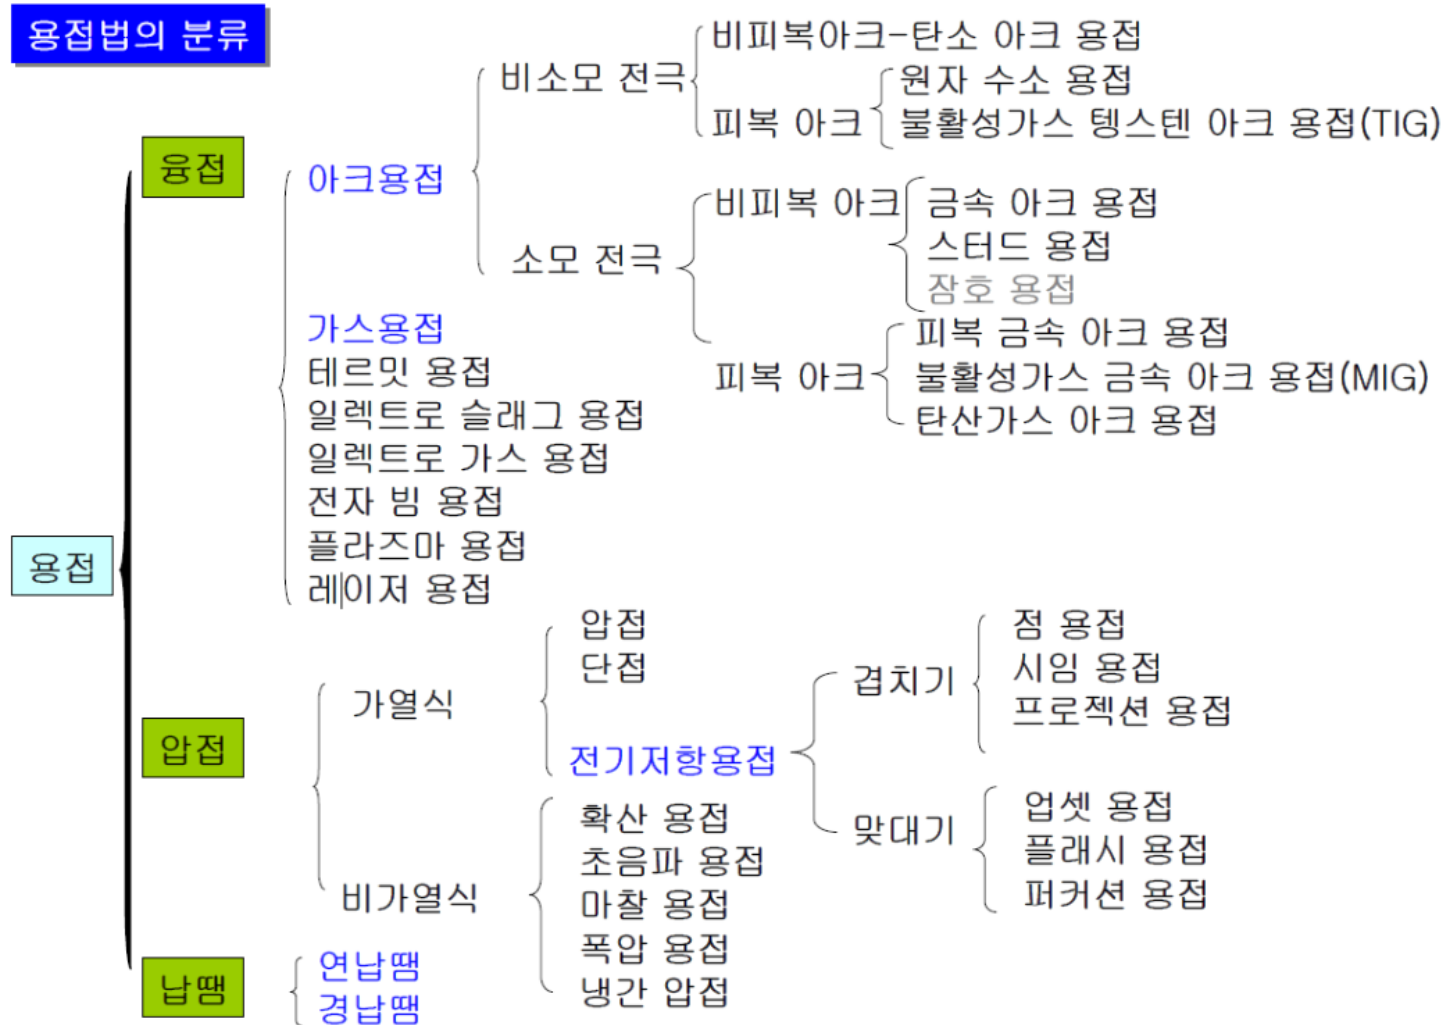 용접법의 분류
비피복아크-탄소 아크 용접
비소모 전극
원자 수소 용접
피복 아크
불활성가스 텅스텐 아크 용접(TIG)
융접
아크용접
비피복 아크
금속 아크 용접
스터드 용접
소모 전극
잠호 용접
가스용접
피복 금속 아크 용접
테르밋 용접
피복 아크
불활성가스 금속 아크 용접(MIG)
일렉트로 슬래그 용접
탄산가스 아크 용접
일렉트로 가스 용접
전자 빔 용접
플라즈마 용접
용접
레이저 용접
압접
단접
점 용접
시임 용접
프로젝션 용접
겹치기
가열식
압접
전기저항용접
업셋 용접
플래시 용접
퍼커션 용접
맞대기
확산 용접
초음파 용접
마찰 용접
폭압 용접
냉간 압접
비가열식
연납땜
경납땜
납땜